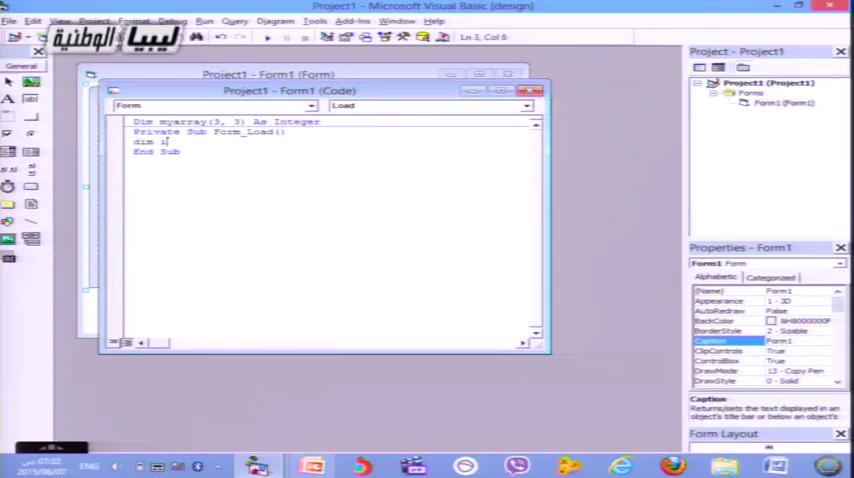 Project1 - Microsoft Visual Basic [design]
File Edit View Project Format Debug Run Query Diagram Tools Add-Ins Window Help
ليبيا الوطنية
Ln 3, Col 6
General
Project1 - Form1 (Form)
Project1 - Form1 (Code)
Form
Load
Dim myarray(3, 3) As Integer
Private Sub Form_Load()
dim i
End Sub
Project - Project1
Project1 (Project1)
Forms
Form1 (Form1)
Properties - Form1
Form1 Form
Alphabetic Categorized
(Name) Form1
Appearance 1 - 3D
AutoRedraw False
BackColor &H8000000F
BorderStyle 2 - Sizable
Caption Form1
ClipControls True
ControlBox True
DrawMode 13 - Copy Pen
DrawStyle 0 - Solid
Caption
Returns/sets the text displayed in an
object's title bar or below an object's
Form Layout
07:32 ص
2015/06/07
ENG